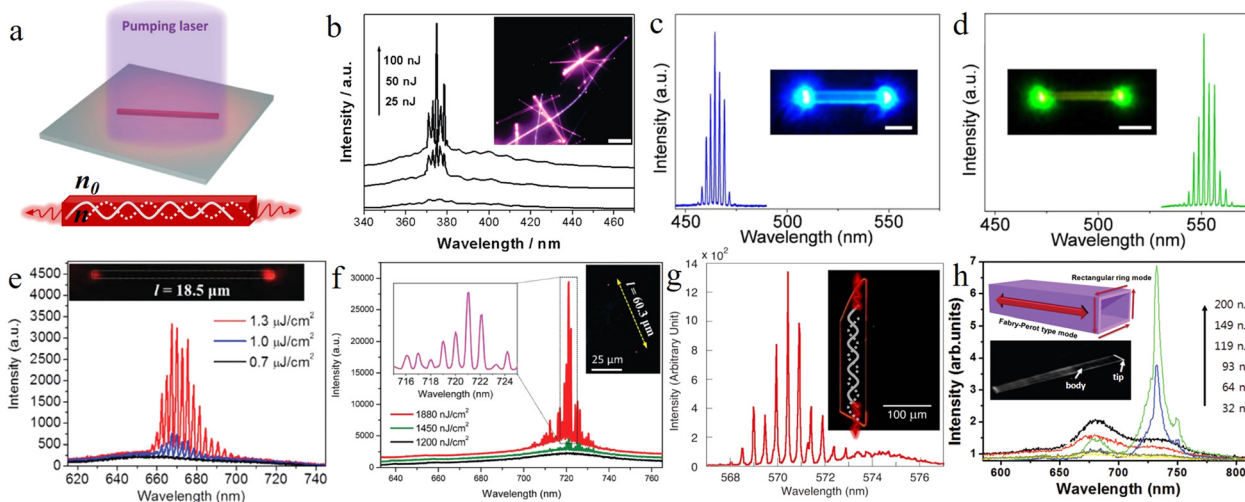 a
Pumping laser
n0
n
b
Intensity / a.u.
100 nJ
50 nJ
25 nJ
340 360 380 400 420 440 460
Wavelength / nm
c
Intensity (a.u.)
450 500 550
Wavelength (nm)
d
Intensity (a.u.)
450 500 550
Wavelength (nm)
e
Intensity (a.u.)
4500
4000
3500
3000
2500
2000
1500
1000
500
0
l = 18.5 μm
1.3 μJ/cm²
1.0 μJ/cm²
0.7 μJ/cm²
620 640 660 680 700 720 740
Wavelength (nm)
f
Intensity (a.u.)
30000
25000
20000
15000
10000
5000
0
Intensity (a.u.)
716 718 720 722 724
Wavelength (nm)
l = 60.3 μm
25 μm
1880 nJ/cm²
1450 nJ/cm²
1200 nJ/cm²
640 660 680 700 720 740 760
Wavelength (nm)
g
Intensity (Arbitrary Unit)
14 × 10²
12
10
8
6
4
2
0
100 μm
568 570 572 574 576
Wavelength (nm)
h
Intensity (arb.units)
7
6
5
4
3
2
1
Rectangular ring mode
Fabry-Perot type mode
body
tip
200 n
149 n
119 n
93 n
64 n
32 n
600 650 700 750 800
Wavelength (nm)